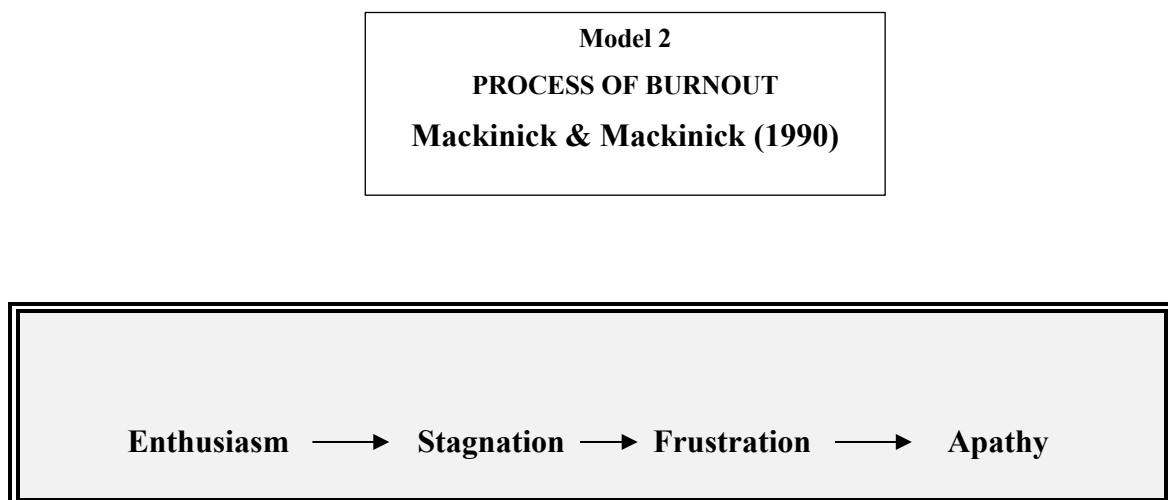 Model 2
PROCESS OF BURNOUT
Mackinick & Mackinick (1990)
Enthusiasm Stagnation Frustration Apathy